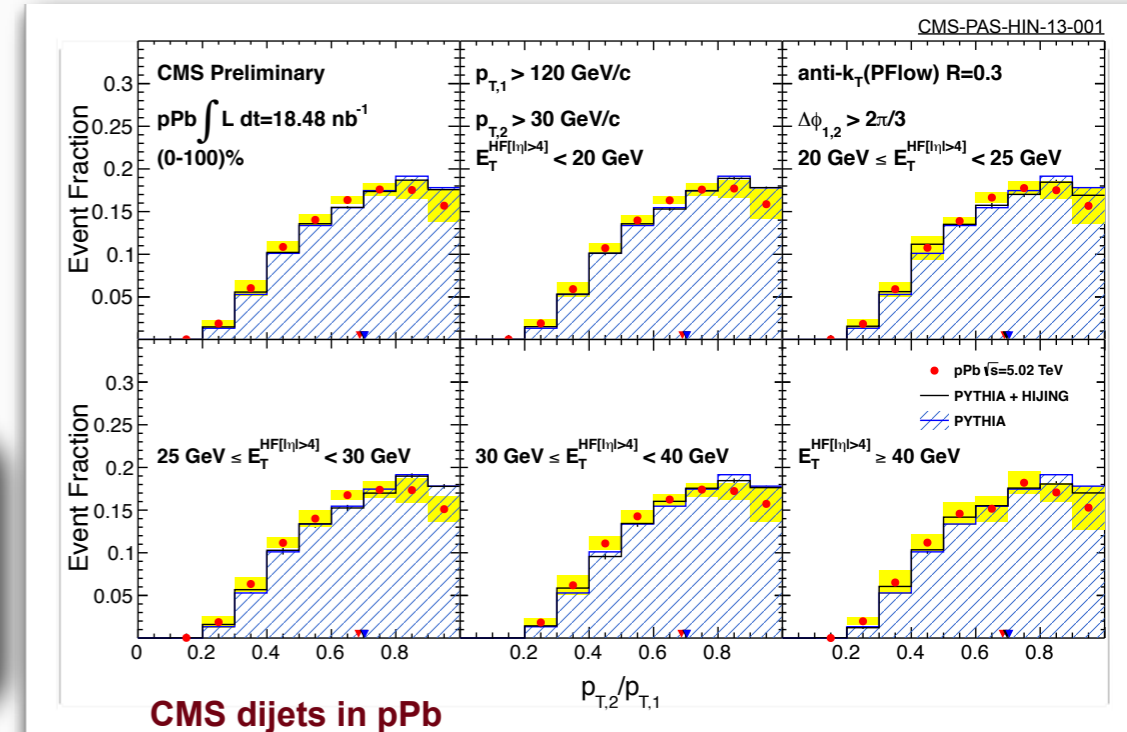 CMS-PAS-HIN-13-001
CMS Preliminary
pPb ∫ L dt=18.48 nb⁻¹
(0-100)%
p_T,1 > 120 GeV/c
p_T,2 > 30 GeV/c
E_T^HF[|η|>4] < 20 GeV
anti-k_T(PFlow) R=0.3
Δϕ_1,2 > 2π/3
20 GeV ≤ E_T^HF[|η|>4] < 25 GeV
Event Fraction
0.3
0.25
0.2
0.15
0.1
0.05
25 GeV ≤ E_T^HF[|η|>4] < 30 GeV
30 GeV ≤ E_T^HF[|η|>4] < 40 GeV
E_T^HF[|η|>4] ≥ 40 GeV
pPb √s=5.02 TeV
PYTHIA + HIJING
PYTHIA
Event Fraction
0.3
0.25
0.2
0.15
0.1
0.05
0 0.2 0.4 0.6 0.8 0.2 0.4 0.6 0.8 0.2 0.4 0.6 0.8
p_T,2/p_T,1
CMS dijets in pPb